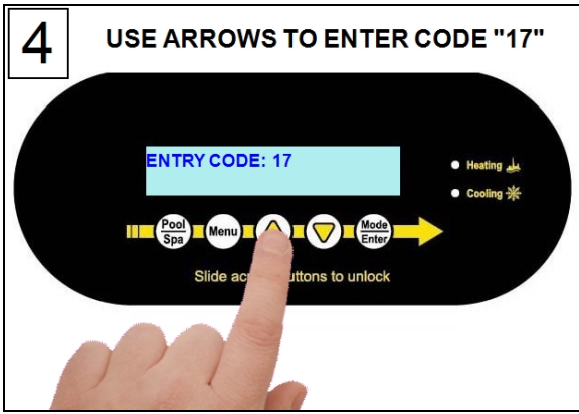 4
USE ARROWS TO ENTER CODE "17"
ENTRY CODE: 17
Heating
Cooling
Pool
Spa
Menu
Mode
Enter
Slide to unlock